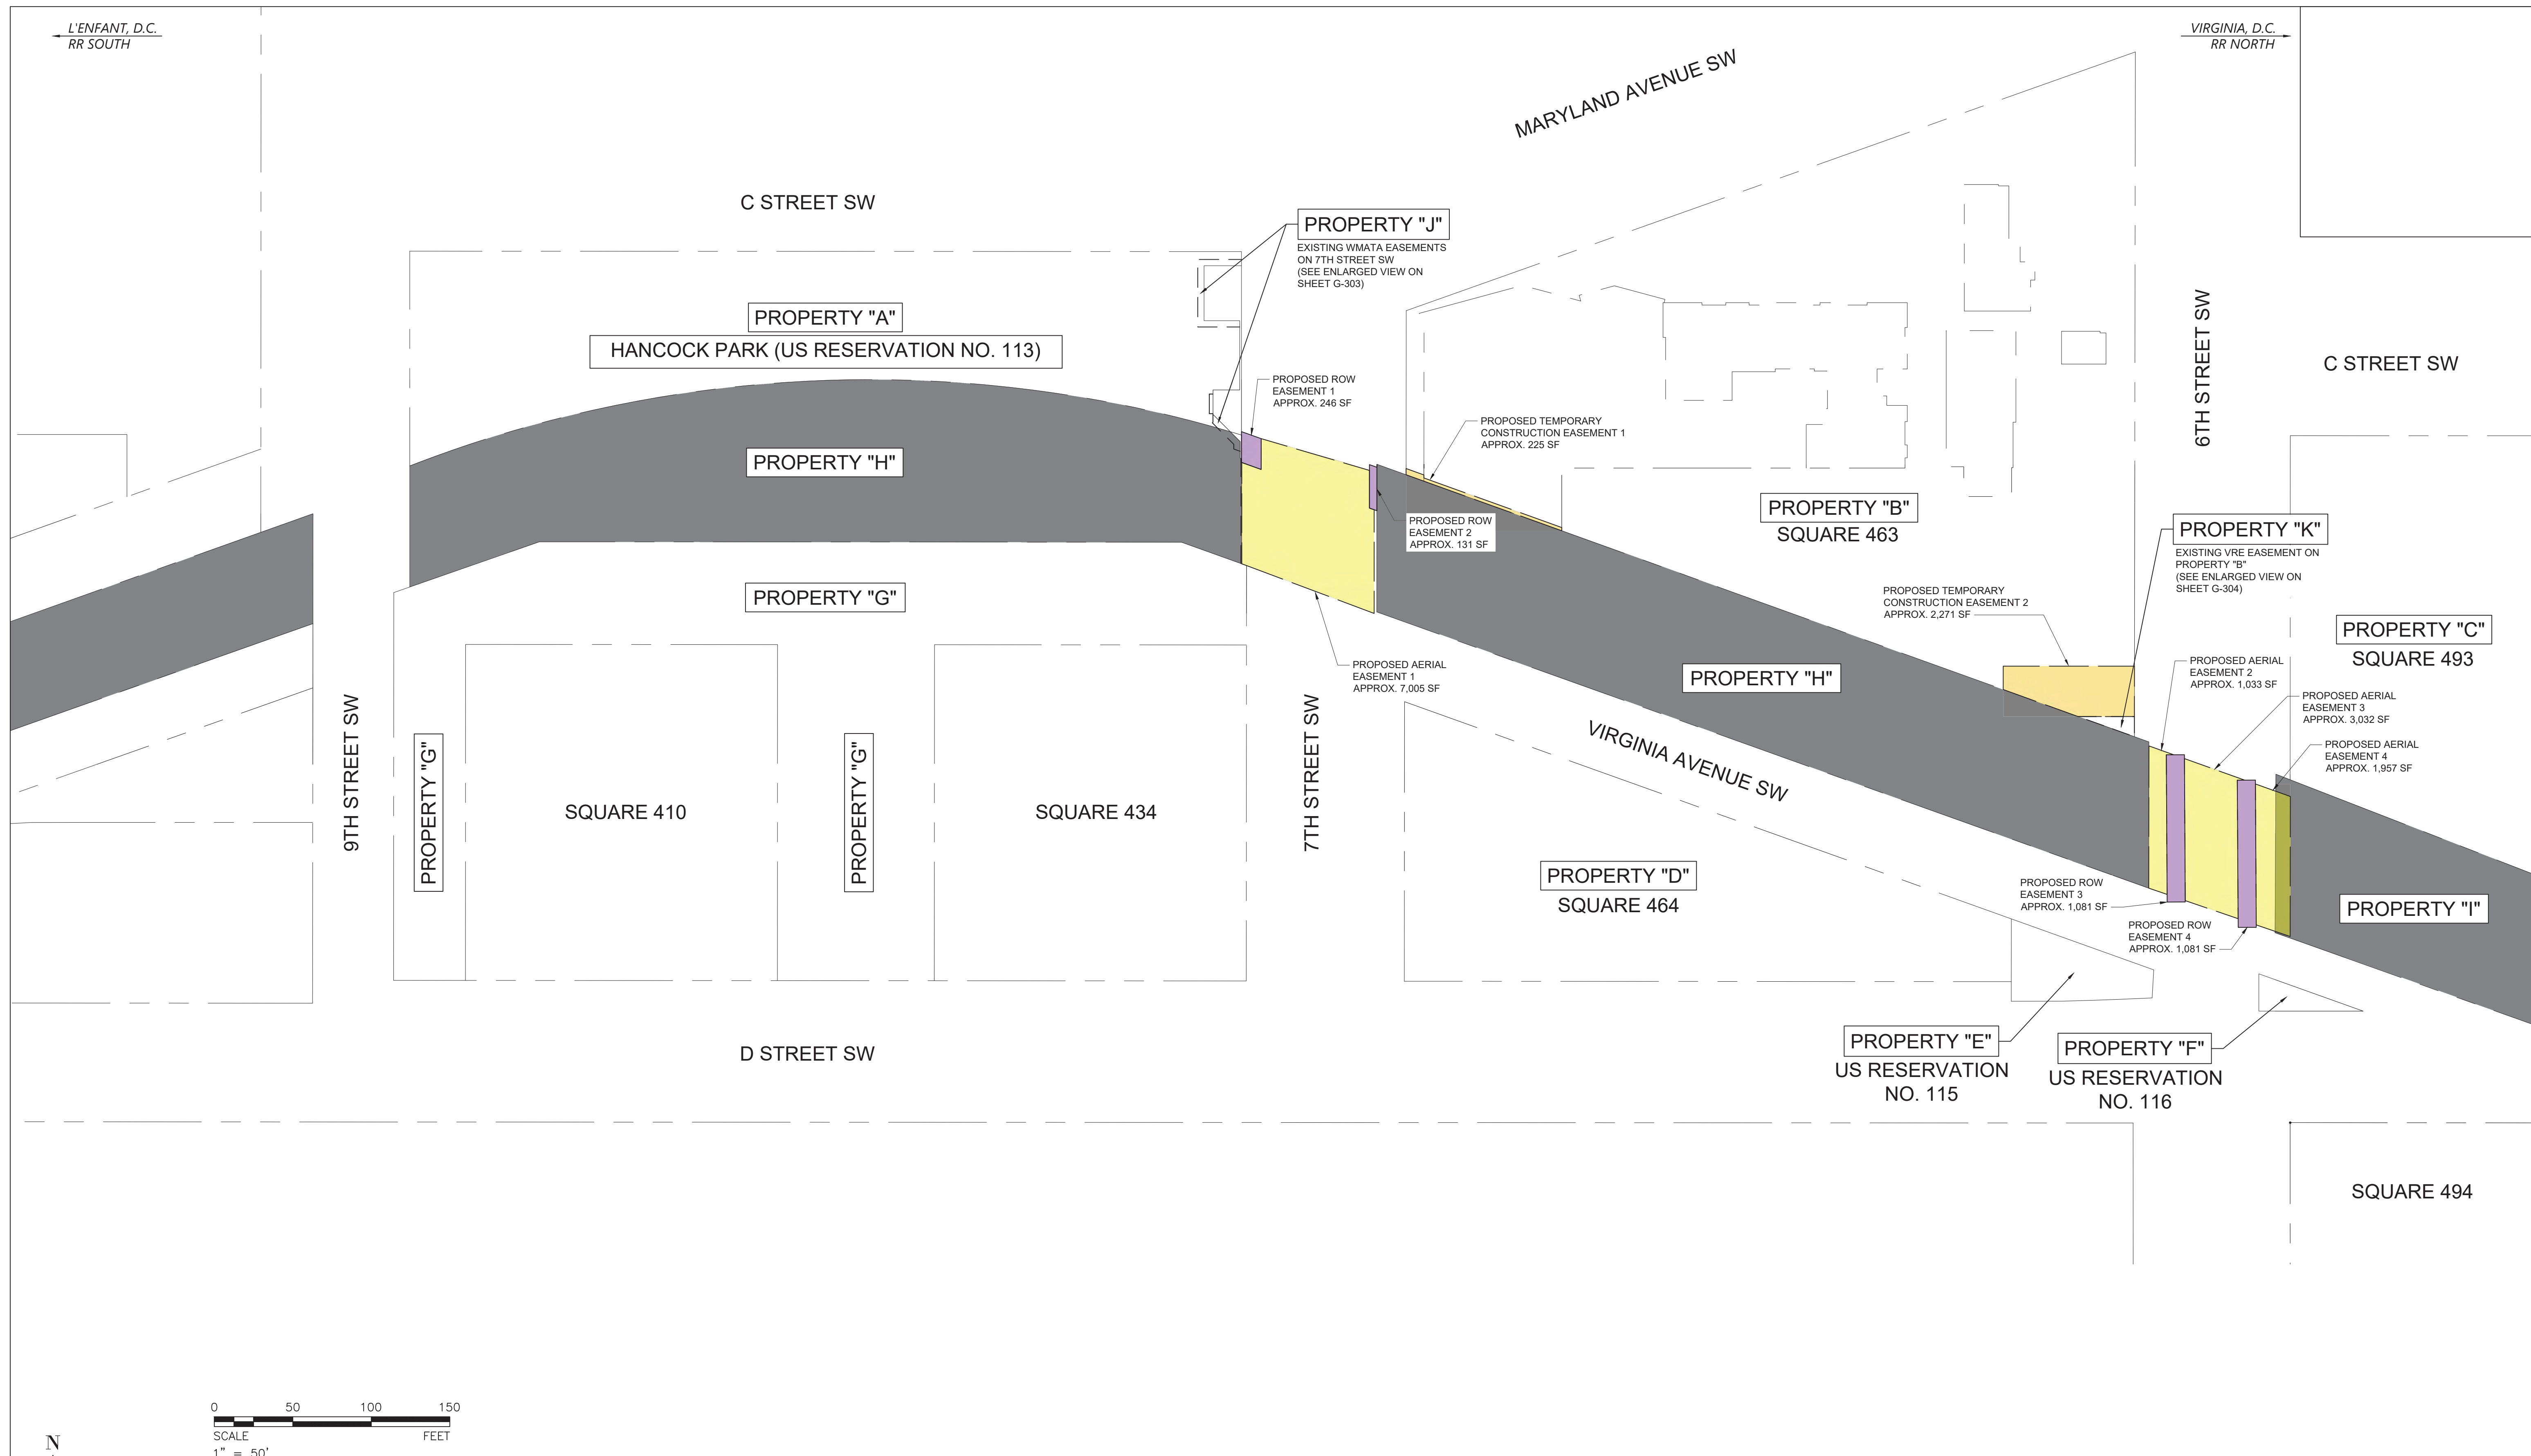 L'ENFANT, D.C.
RR SOUTH
VIRGINIA, D.C.
RR NORTH
MARYLAND AVENUE SW
C STREET SW
PROPERTY "J"
EXISTING WMATA EASEMENTS
ON 7TH STREET SW
(SEE ENLARGED VIEW ON
SHEET G-303)
PROPERTY "A"
HANCOCK PARK (US RESERVATION NO. 113)
6TH STREET SW
C STREET SW
PROPOSED ROW
EASEMENT 1
APPROX. 246 SF
PROPOSED TEMPORARY
CONSTRUCTION EASEMENT 1
APPROX. 225 SF
PROPERTY "H"
PROPOSED ROW
EASEMENT 2
APPROX. 131 SF
PROPERTY "B"
SQUARE 463
PROPERTY "K"
EXISTING VRE EASEMENT ON
PROPERTY "B"
(SEE ENLARGED VIEW ON
SHEET G-304)
PROPERTY "G"
PROPOSED TEMPORARY
CONSTRUCTION EASEMENT 2
APPROX. 2,271 SF
PROPERTY "C"
SQUARE 493
PROPOSED AERIAL
EASEMENT 1
APPROX. 7,005 SF
PROPERTY "H"
PROPOSED AERIAL
EASEMENT 2
APPROX. 1,033 SF
PROPOSED AERIAL
EASEMENT 3
APPROX. 3,032 SF
PROPOSED AERIAL
EASEMENT 4
APPROX. 1,957 SF
9TH STREET SW
PROPERTY "G"
SQUARE 410
PROPERTY "G"
SQUARE 434
7TH STREET SW
VIRGINIA AVENUE SW
PROPERTY "D"
SQUARE 464
PROPOSED ROW
EASEMENT 3
APPROX. 1,081 SF
PROPOSED ROW
EASEMENT 4
APPROX. 1,081 SF
PROPERTY "I"
D STREET SW
PROPERTY "E"
US RESERVATION
NO. 115
PROPERTY "F"
US RESERVATION
NO. 116
SQUARE 494
0 50 100 150
SCALE FEET
1" = 50'
N